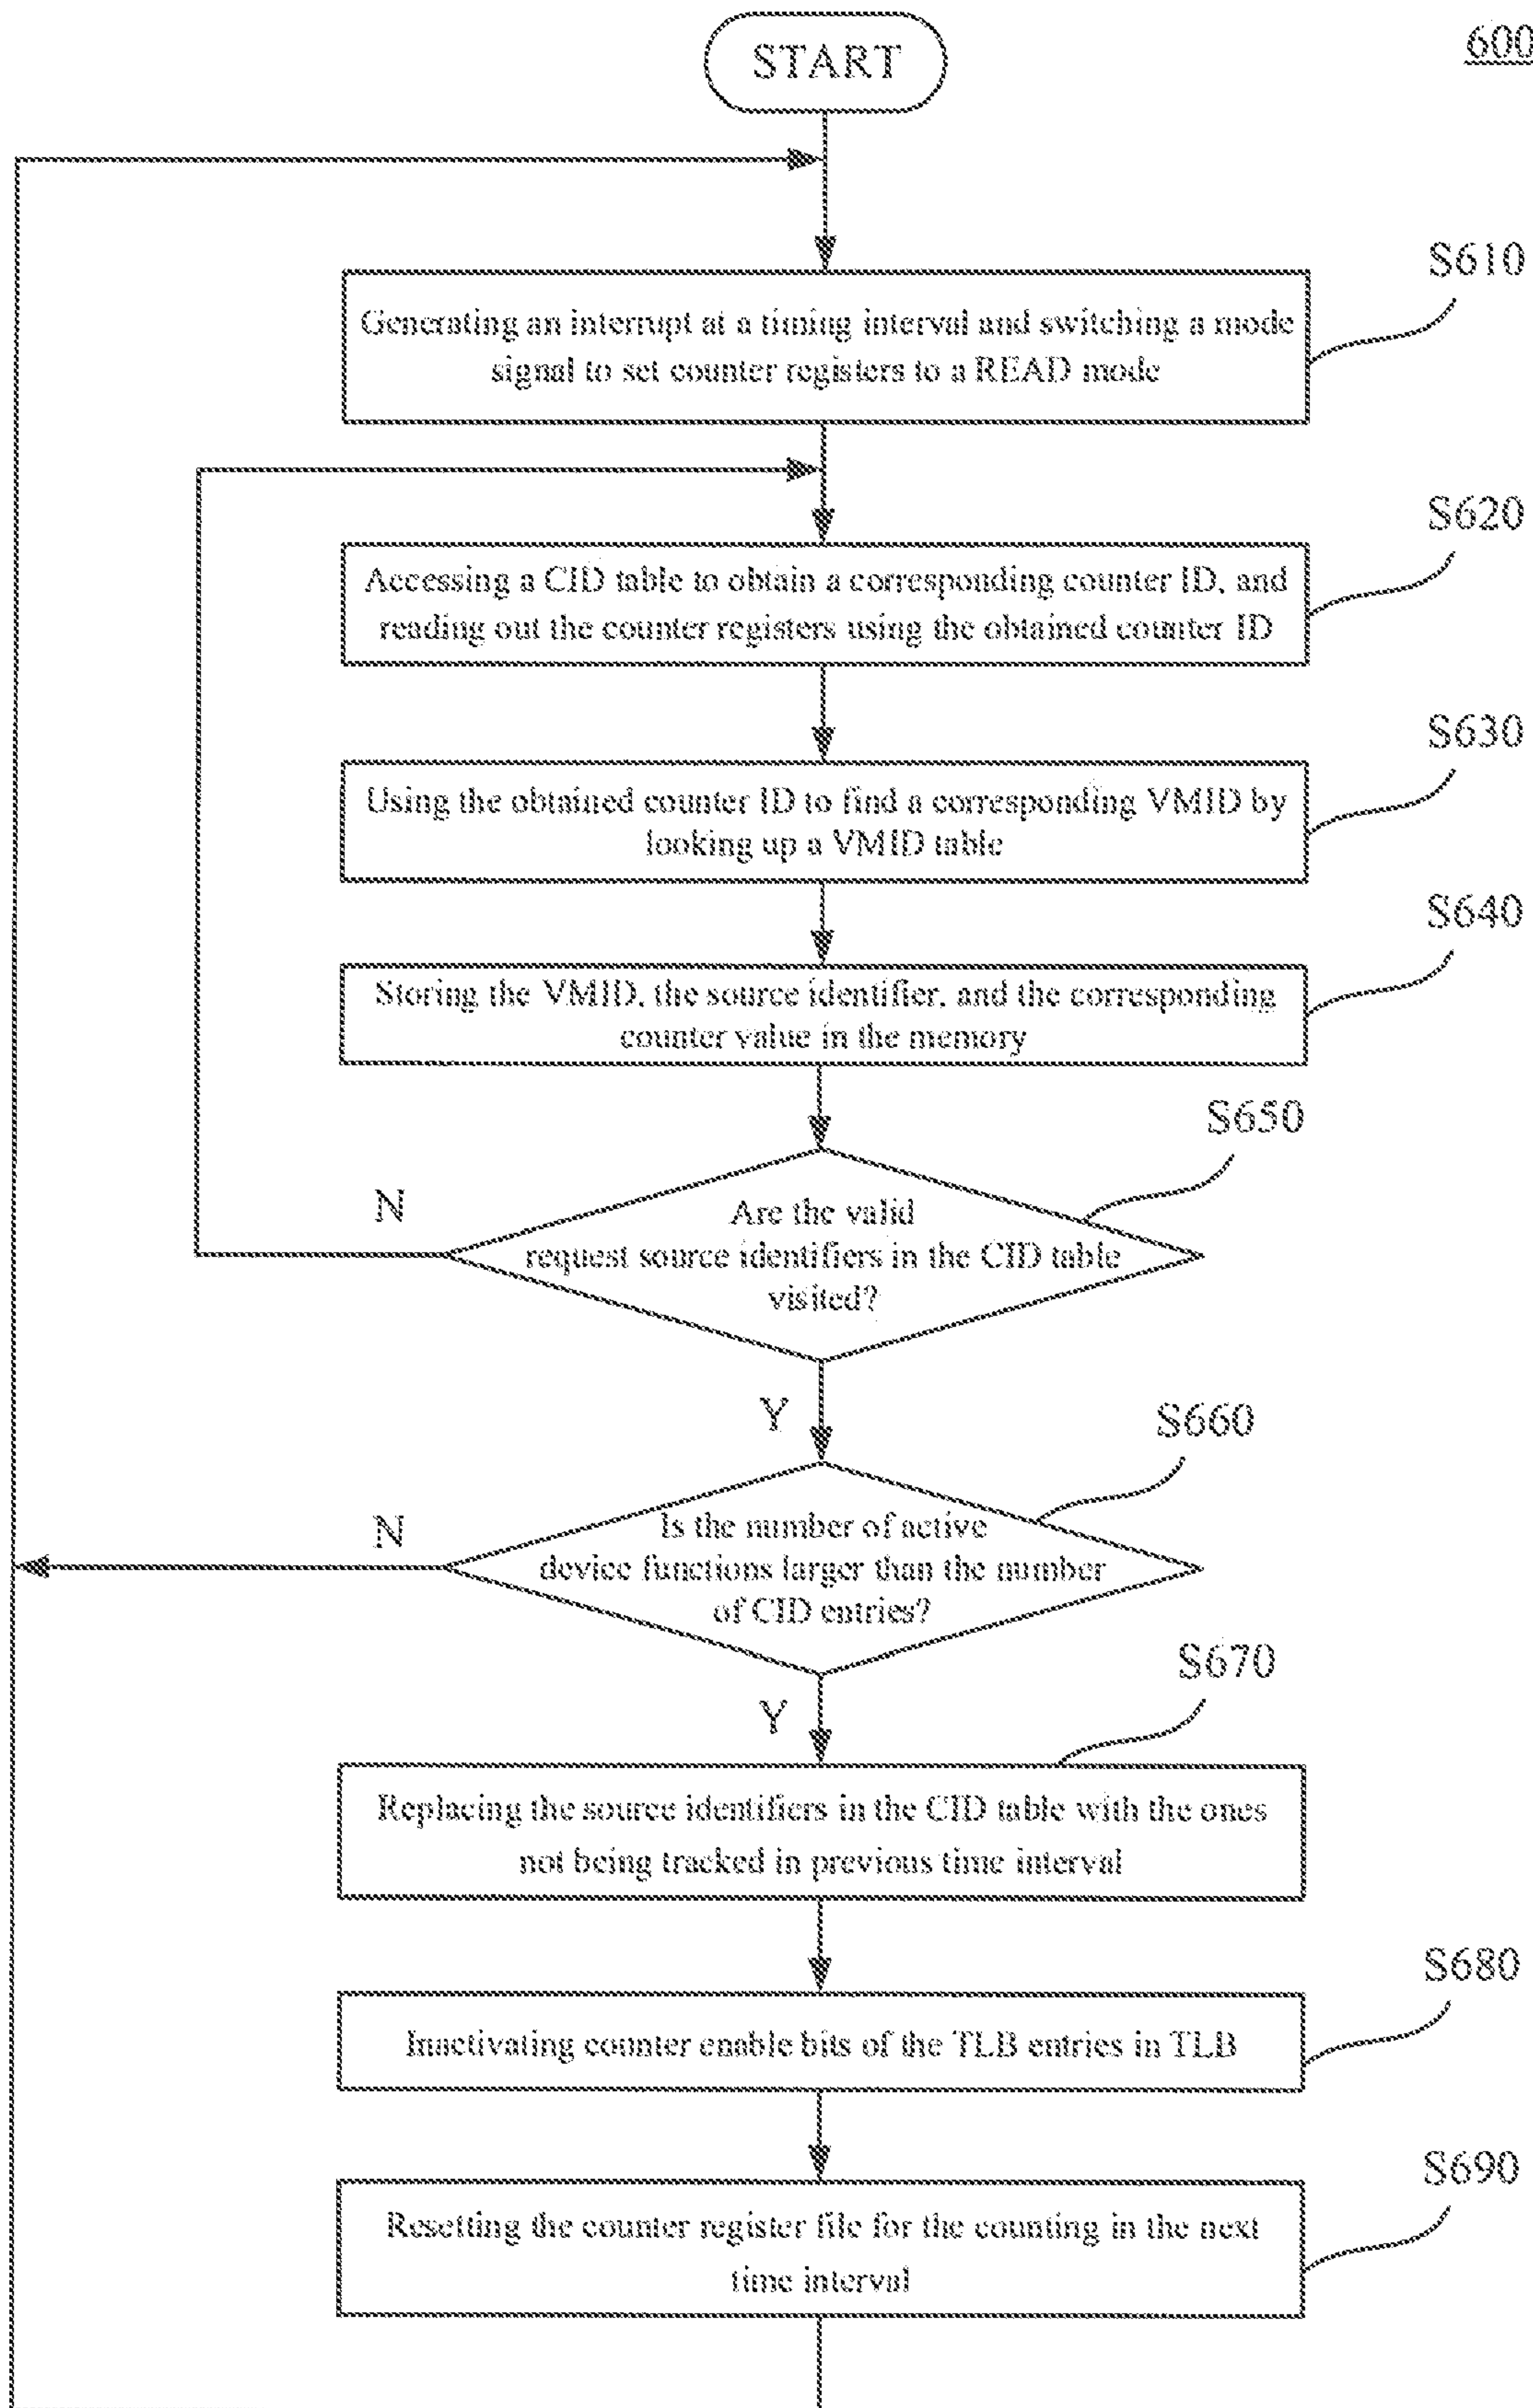 600
START
S610
Generating an interrupt at a timing interval and switching a mode
signal to set counter registers to a READ mode
S620
Accessing a CID table to obtain a corresponding counter ID, and
reading out the counter registers using the obtained counter ID
S630
Using the obtained counter ID to find a corresponding VMID by
looking up a VMID table
S640
Storing the VMID, the source identifier, and the corresponding
counter value in the memory
S650
N
Are the valid
request source identifiers in the CID table
visited?
Y
S660
N
Is the number of active
device functions larger than the number
of CID entries?
S670
Y
Replacing the source identifiers in the CID table with the ones
not being tracked in previous time interval
S680
Inactivating counter enable bits of the TLB entries in TLB
S690
Resetting the counter register file for the counting in the next
time interval